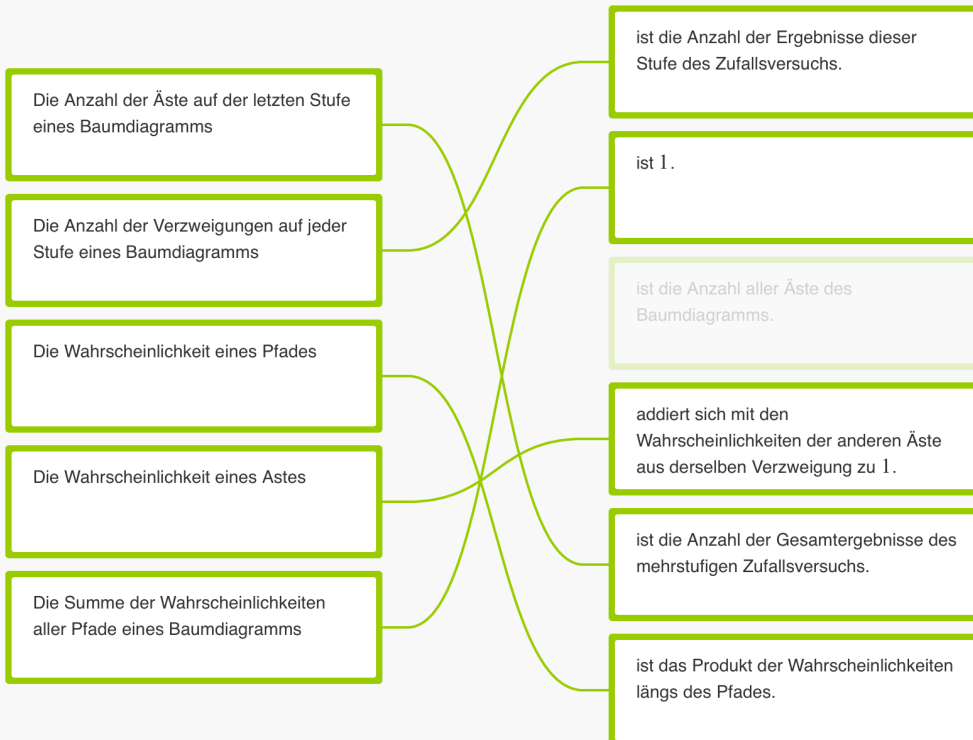 Die Anzahl der Äste auf der letzten Stufe
eines Baumdiagramms
Die Anzahl der Verzweigungen auf jeder
Stufe eines Baumdiagramms
Die Wahrscheinlichkeit eines Pfades
Die Wahrscheinlichkeit eines Astes
Die Summe der Wahrscheinlichkeiten
aller Pfade eines Baumdiagramms
ist die Anzahl der Ergebnisse dieser
Stufe des Zufallsversuchs.
ist 1.
ist die Anzahl aller Äste des
Baumdiagramms.
addiert sich mit den
Wahrscheinlichkeiten der anderen Äste
aus derselben Verzweigung zu 1.
ist die Anzahl der Gesamtergebnisse des
mehrstufigen Zufallsversuchs.
ist das Produkt der Wahrscheinlichkeiten
längs des Pfades.